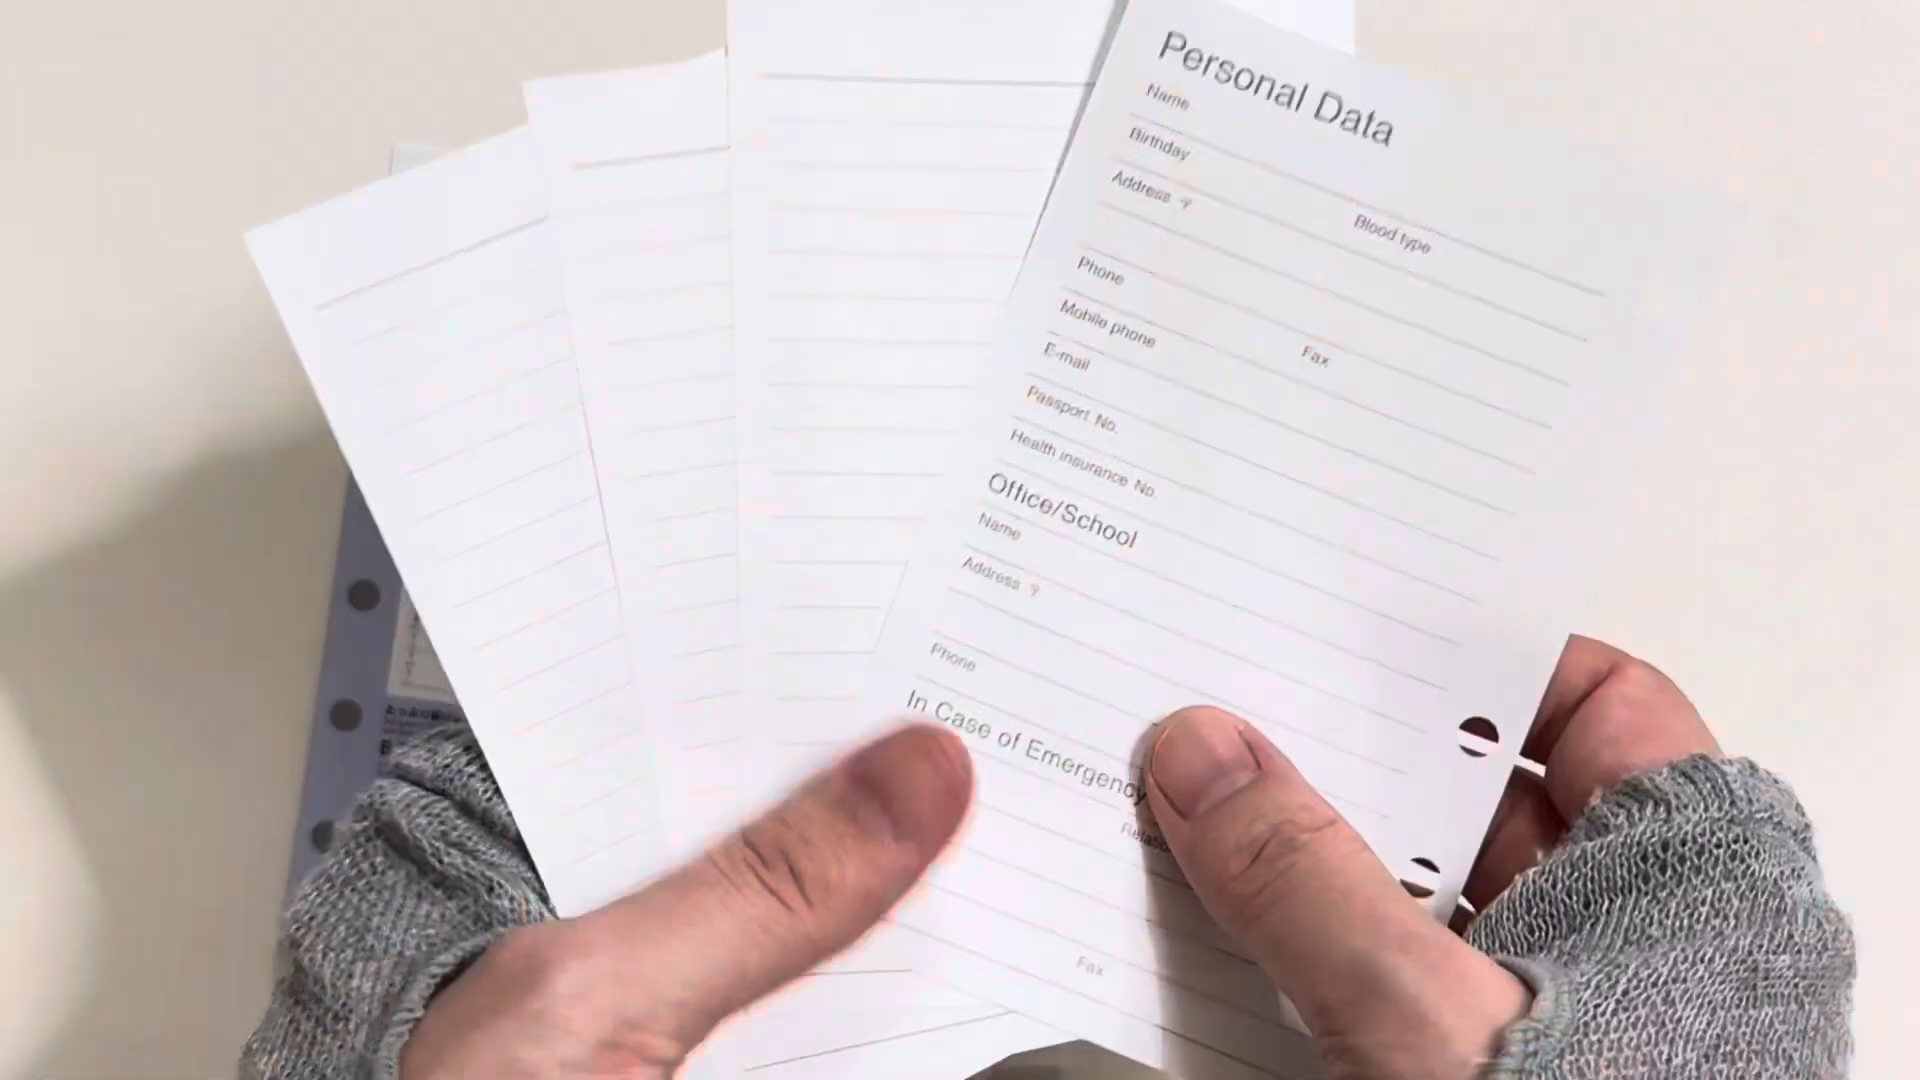 Personal Data
Name
Birthday
Blood type
Address 〒
Phone
Fax
Mobile phone
E-mail
Passport No.
Health insurance No.
Office/School
Name
Address 〒
Phone
In Case of Emergency
Fax